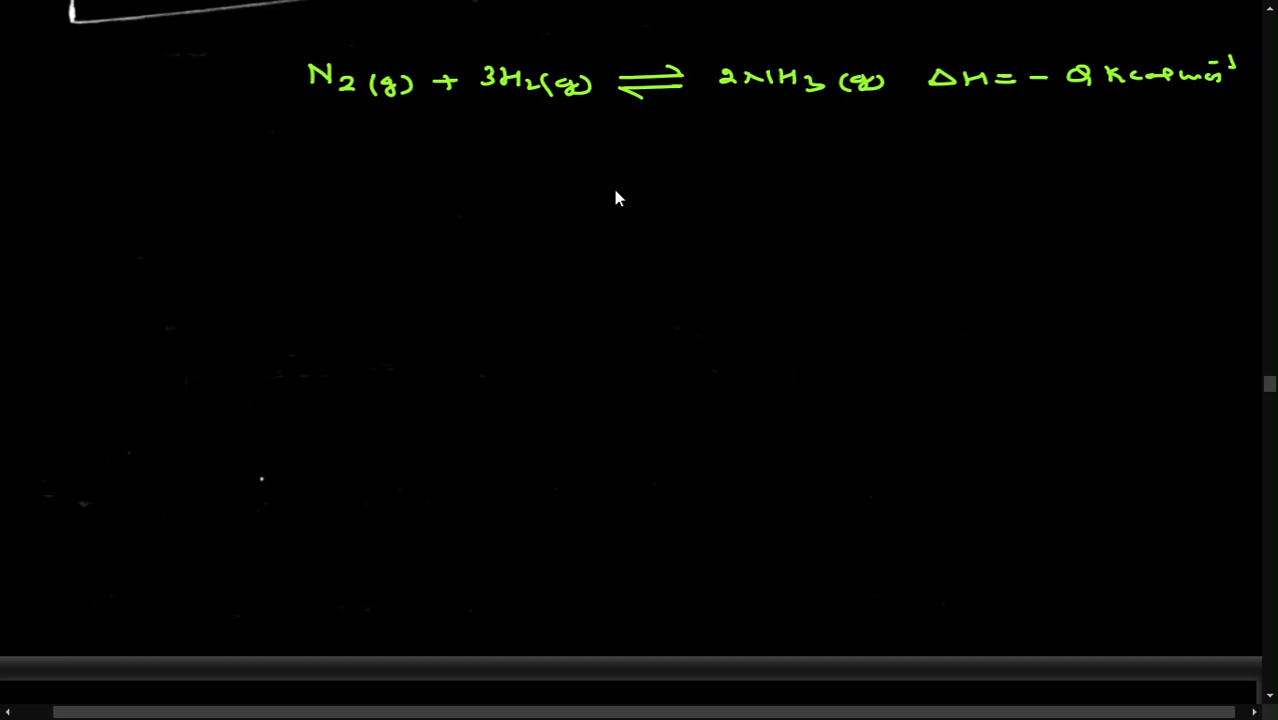 N2(g) + 3H2(g) ⇌ 2NH3(g) ΔH = - Q Kcal mol-1